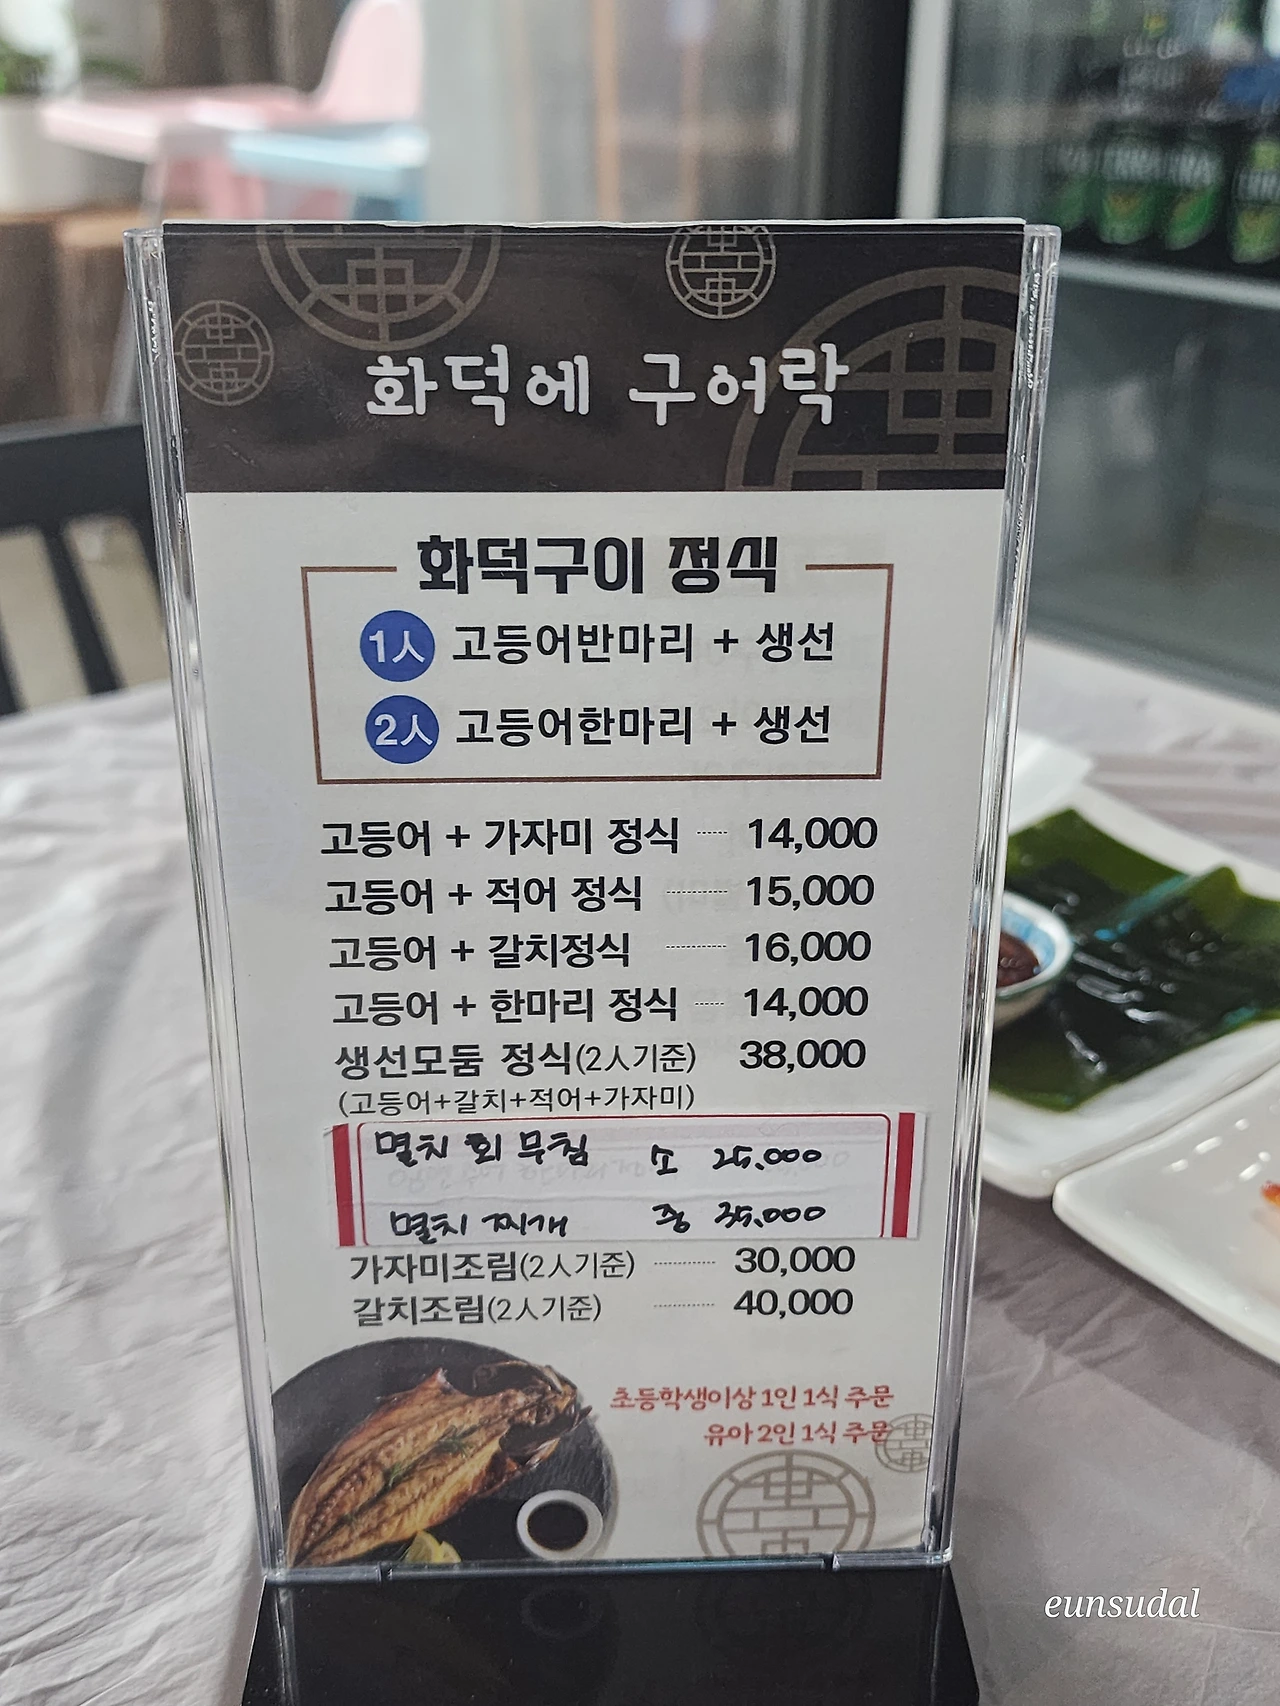 화덕에 구어락
화덕구이 정식
1人 고등어반마리 + 생선
2人 고등어한마리 + 생선
고등어 + 가자미 정식 ------ 14,000
고등어 + 적어 정식 ------------ 15,000
고등어 + 갈치정식 ------------ 16,000
고등어 + 한마리 정식 ------ 14,000
생선모둠 정식(2人기준) 38,000
(고등어+갈치+적어+가자미)
멸치 회 무침 소 25.000
멸치 찌개 중 35.000
가자미조림(2人기준) ------------ 30,000
갈치조림(2人기준) ------------ 40,000
초등학생이상 1인 1식 주문
유아 2인 1식 주문
eunsudal